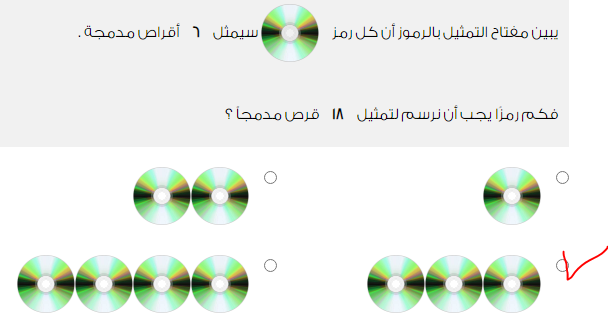 يبين مفتاح التمثيل بالرموز أن كل رمز سيمثل ٦ أقراص مدمجة .
فكم رمزًا يجب أن نرسم لتمثيل ١٨ قرص مدمجاً ؟